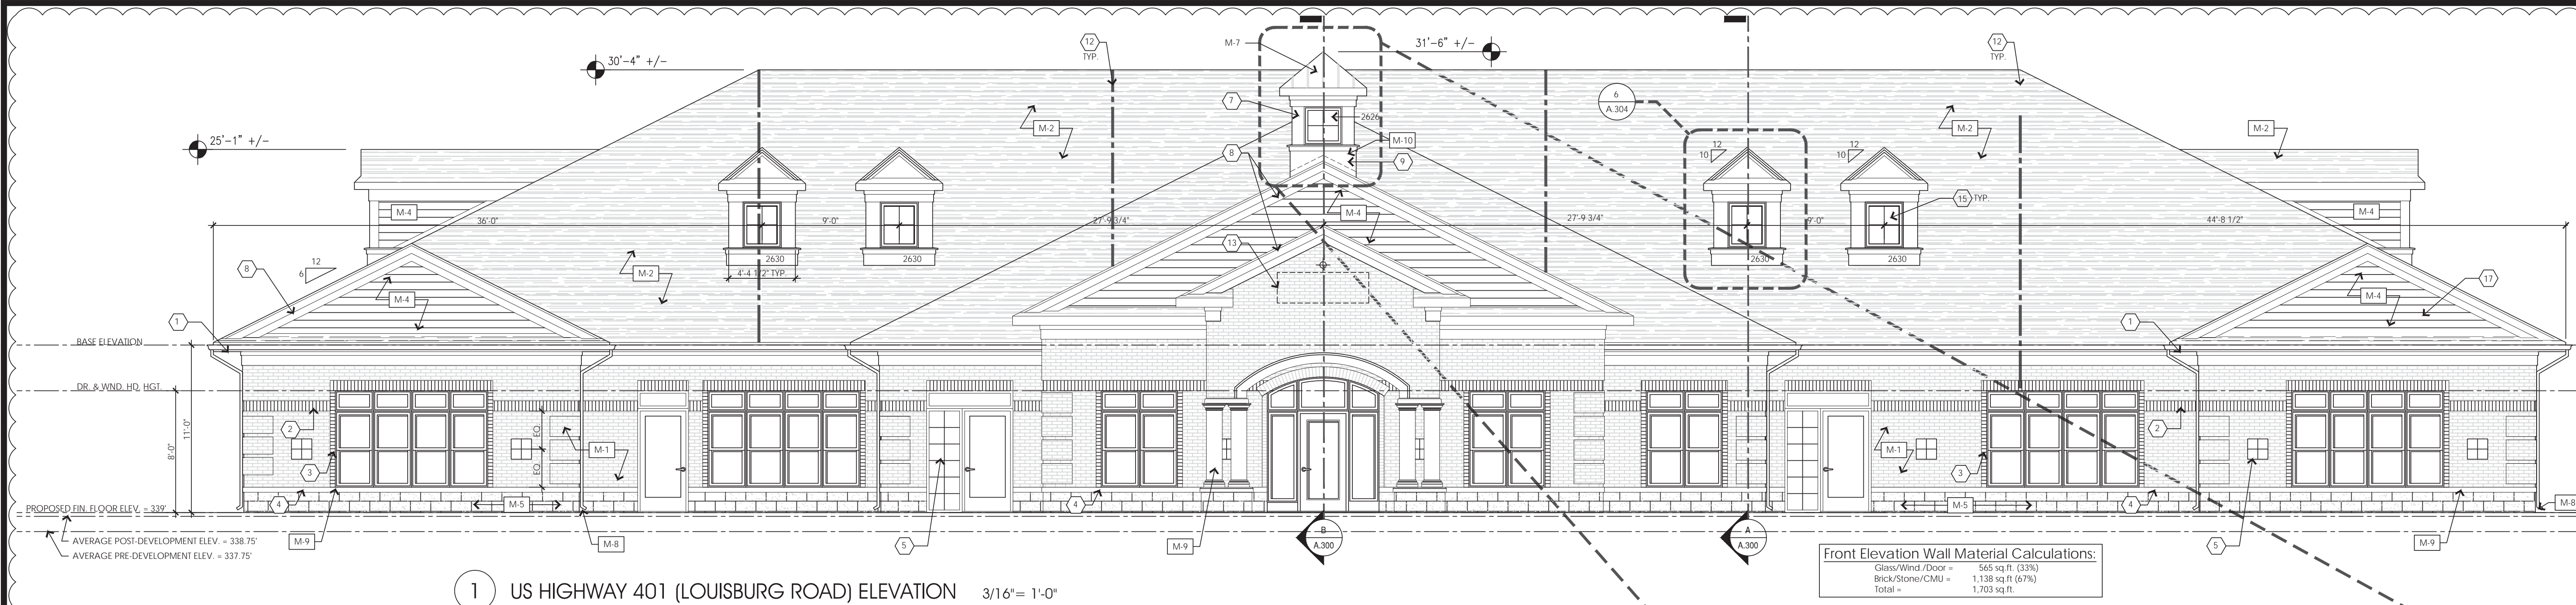 M-7
31'-6" +/-
12
TYP.
12
TYP.
30'-4" +/-
6
A.304
7
2626
M-2
M-2
M-2
25'-1" +/-
M-10
8
9
12
10
12
10
M-4
M-4
15 TYP.
M-4
36'-0"
9'-0"
27'-9 3/4"
27'-9 3/4"
9'-0"
44'-8 1/2"
13
2630
2630
2630
2630
8
12
6
M-2
4'-4 1/2" TYP.
M-4
17
M-4
1
1
BASE ELEVATION
DR. & WND. HD. HGT.
11'-0"
8'-0"
2
EQ.
EQ.
M-1
3
2
M-1
3
4
M-5
4
M-5
4
PROPOSED FIN. FLOOR ELEV. = 339'
M-8
AVERAGE POST-DEVELOPMENT ELEV. = 338.75'
AVERAGE PRE-DEVELOPMENT ELEV. = 337.75'
M-9
M-8
5
M-9
B
A.300
A
A.300
5
M-9
Front Elevation Wall Material Calculations:
Glass/Wind./Door = 565 sq.ft. (33%)
Brick/Stone/CMU = 1,138 sq.ft (67%)
Total = 1,703 sq.ft.
1 US HIGHWAY 401 (LOUISBURG ROAD) ELEVATION 3/16"= 1'-0"